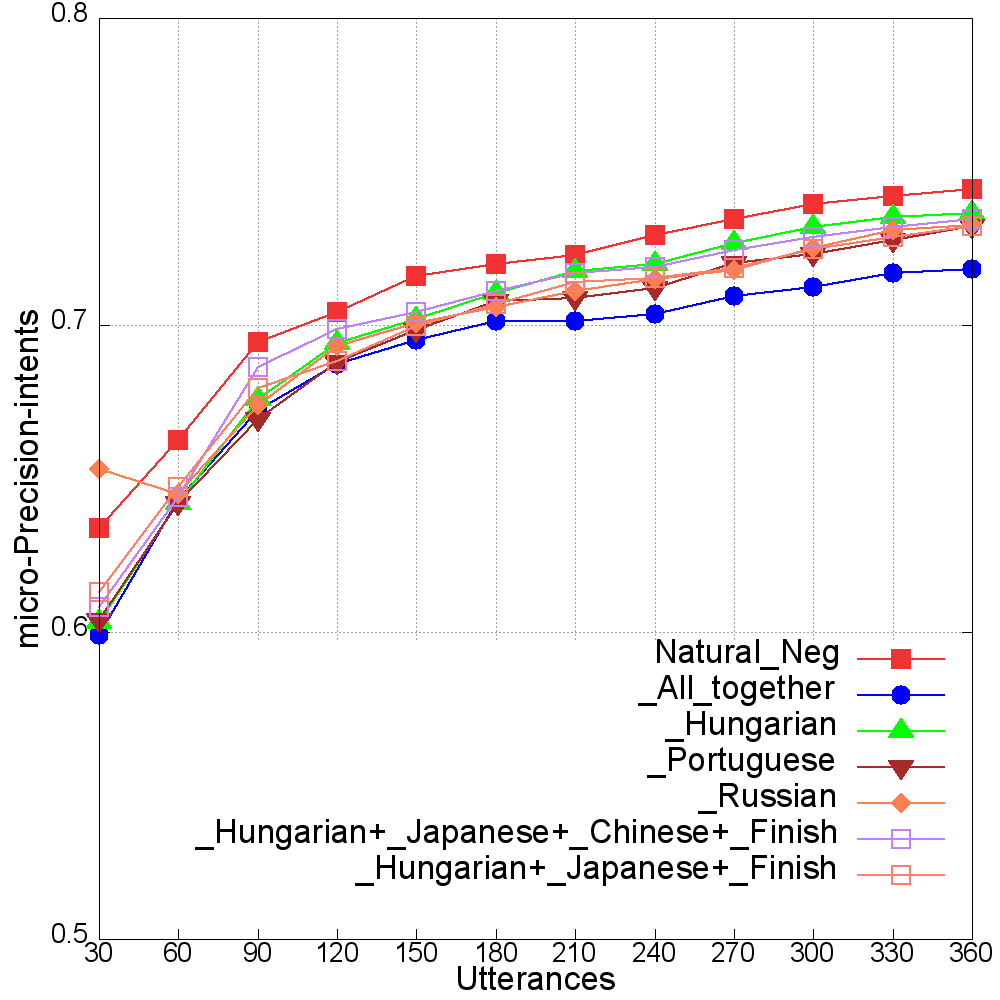 0.8
0.7
0.6
0.5
micro-Precision-intents
Natural_Neg
_All_together
_Hungarian
_Portuguese
_Russian
_Hungarian+_Japanese+_Chinese+_Finish
_Hungarian+_Japanese+_Finish
30 60 90 120 150 180 210 240 270 300 330 360
Utterances